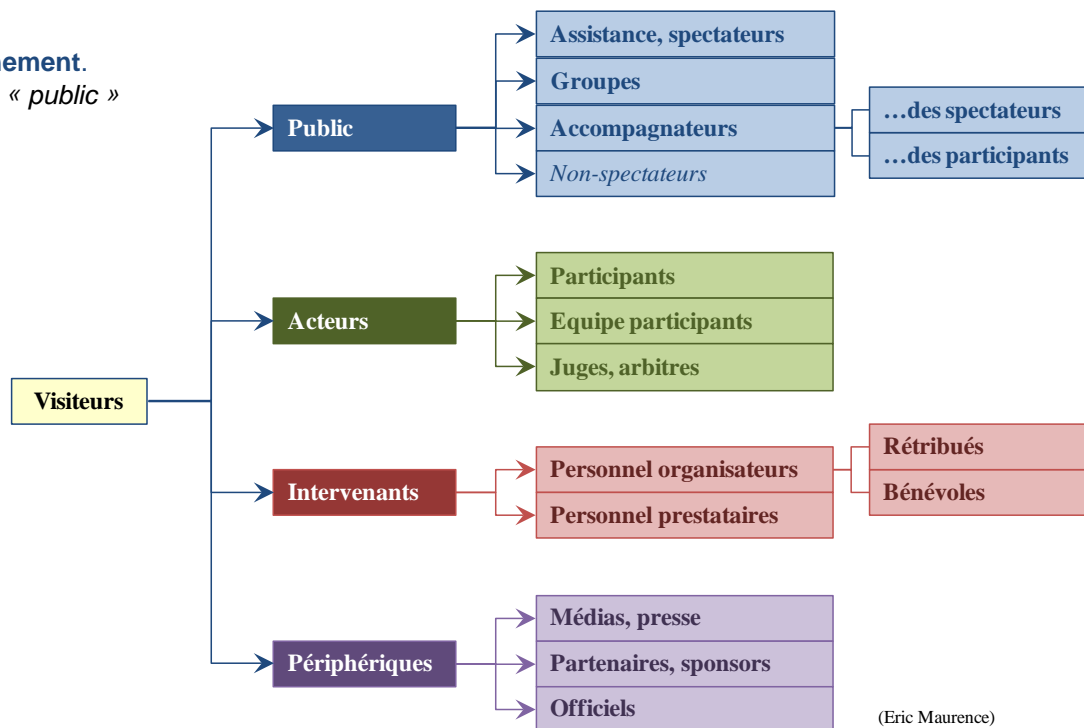 nement.
« public »
Visiteurs
Public
Assistance, spectateurs
Groupes
Accompagnateurs
Non-spectateurs
…des spectateurs
…des participants
Acteurs
Participants
Equipe participants
Juges, arbitres
Intervenants
Personnel organisateurs
Personnel prestataires
Rétribués
Bénévoles
Périphériques
Médias, presse
Partenaires, sponsors
Officiels
(Eric Maurence)